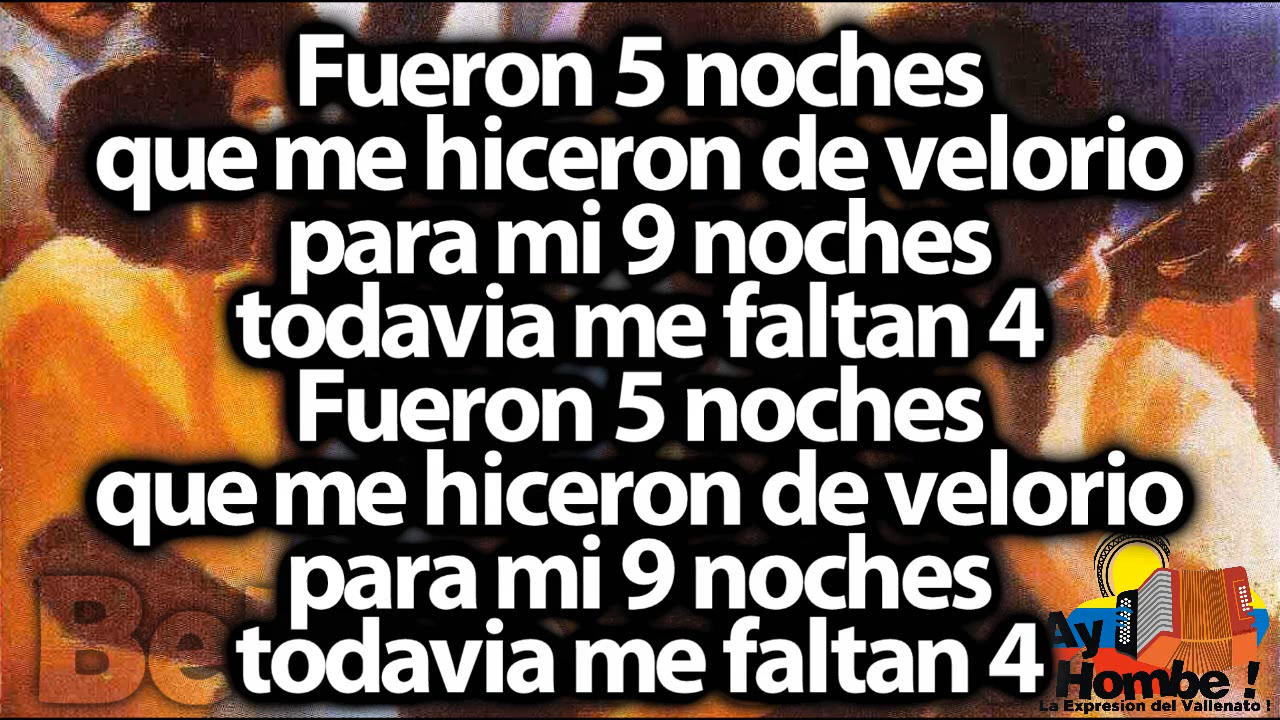 Fueron 5 noches
que me hiceron de velorio
para mi 9 noches
todavia me faltan 4
Fueron 5 noches
que me hiceron de velorio
para mi 9 noches
todavia me faltan 4
Be
Ay
Hombe !
La Expresion del Vallenato !